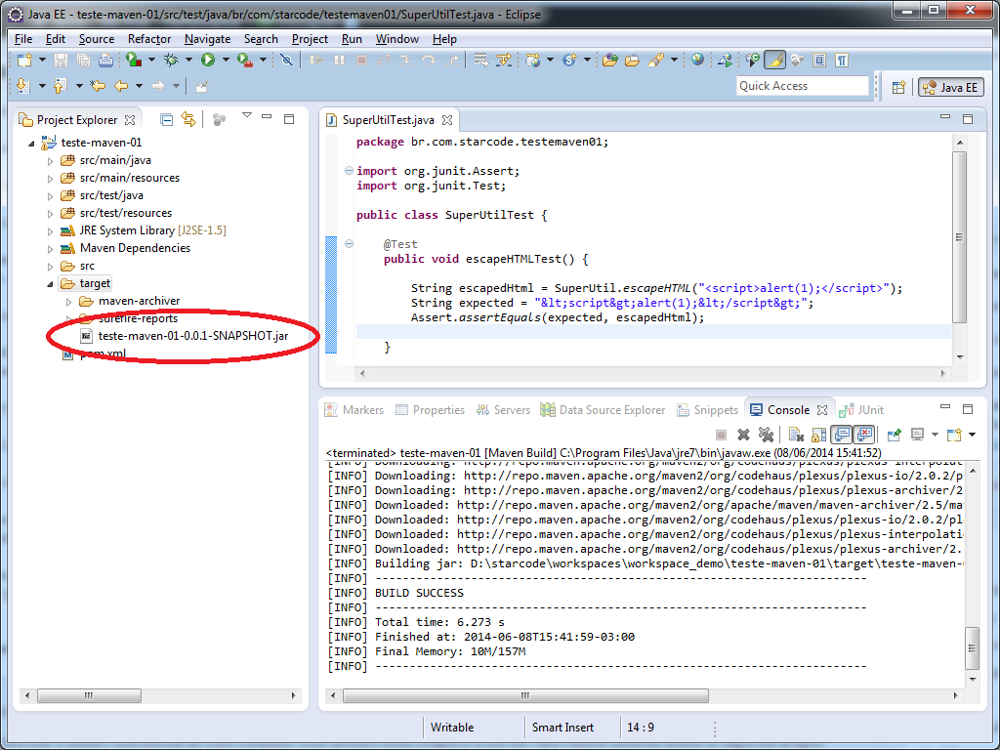 Java EE - teste-maven-01/src/test/java/br/com/starcode/testemaven01/SuperUtilTest.java - Eclipse
File Edit Source Refactor Navigate Search Project Run Window Help
Quick Access
Java EE
Project Explorer
teste-maven-01
src/main/java
src/main/resources
src/test/java
src/test/resources
JRE System Library [J2SE-1.5]
Maven Dependencies
src
target
maven-archiver
surefire-reports
teste-maven-01-0.0.1-SNAPSHOT.jar
pom.xml
SuperUtilTest.java
package br.com.starcode.testemaven01;
import org.junit.Assert;
import org.junit.Test;
public class SuperUtilTest {
@Test
public void escapeHTMLTest() {
String escapedHtml = SuperUtil.escapeHTML("<script>alert(1);</script>");
String expected = "&lt;script&gt;alert(1);&lt;/script&gt;";
Assert.assertEquals(expected, escapedHtml);
}
Markers Properties Servers Data Source Explorer Snippets Console JUnit
<terminated> teste-maven-01 [Maven Build] C:\Program Files\Java\jre7\bin\javaw.exe (08/06/2014 15:41:52)
[INFO] Downloading: http://repo.maven.apache.org/maven2/org/codehaus/plexus/plexus-interpola
[INFO] Downloading: http://repo.maven.apache.org/maven2/org/codehaus/plexus/plexus-io/2.0.2/p
[INFO] Downloading: http://repo.maven.apache.org/maven2/org/codehaus/plexus/plexus-archiver/2
[INFO] Downloaded: http://repo.maven.apache.org/maven2/org/apache/maven/maven-archiver/2.5/ma
[INFO] Downloaded: http://repo.maven.apache.org/maven2/org/codehaus/plexus/plexus-io/2.0.2/pl
[INFO] Downloaded: http://repo.maven.apache.org/maven2/org/codehaus/plexus/plexus-interpolati
[INFO] Downloaded: http://repo.maven.apache.org/maven2/org/codehaus/plexus/plexus-archiver/2.
[INFO] Building jar: D:\starcode\workspaces\workspace_demo\teste-maven-01\target\teste-maven-
[INFO] ------------------------------------------------------------------------
[INFO] BUILD SUCCESS
[INFO] ------------------------------------------------------------------------
[INFO] Total time: 6.273 s
[INFO] Finished at: 2014-06-08T15:41:59-03:00
[INFO] Final Memory: 10M/157M
[INFO] ------------------------------------------------------------------------
Writable Smart Insert 14 : 9